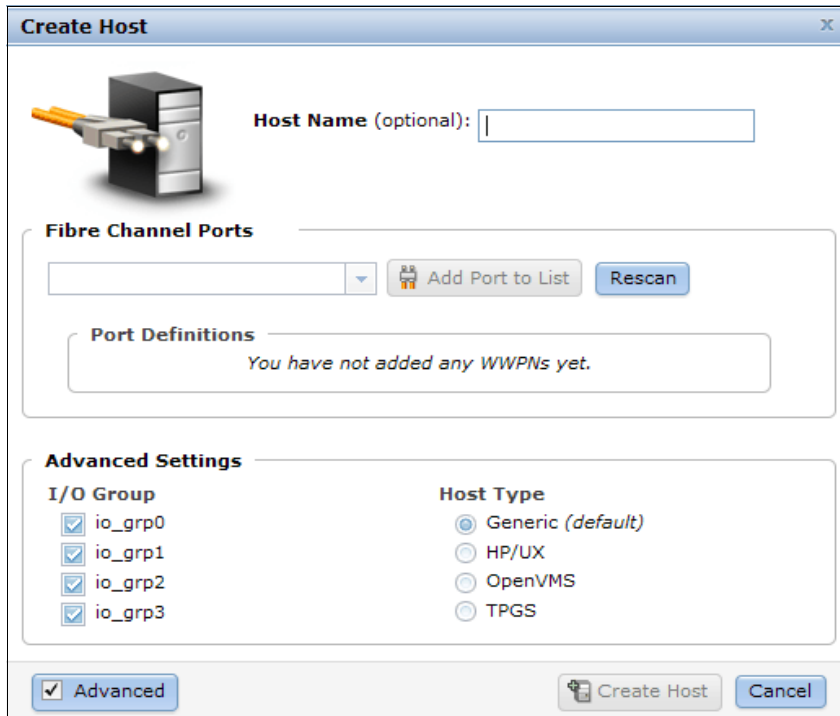 Create Host
x
Host Name (optional):
Fibre Channel Ports
Add Port to List
Rescan
Port Definitions
You have not added any WWPNs yet.
Advanced Settings
I/O Group
Host Type
io_grp0
Generic (default)
io_grp1
HP/UX
io_grp2
OpenVMS
io_grp3
TPGS
Advanced
Create Host
Cancel